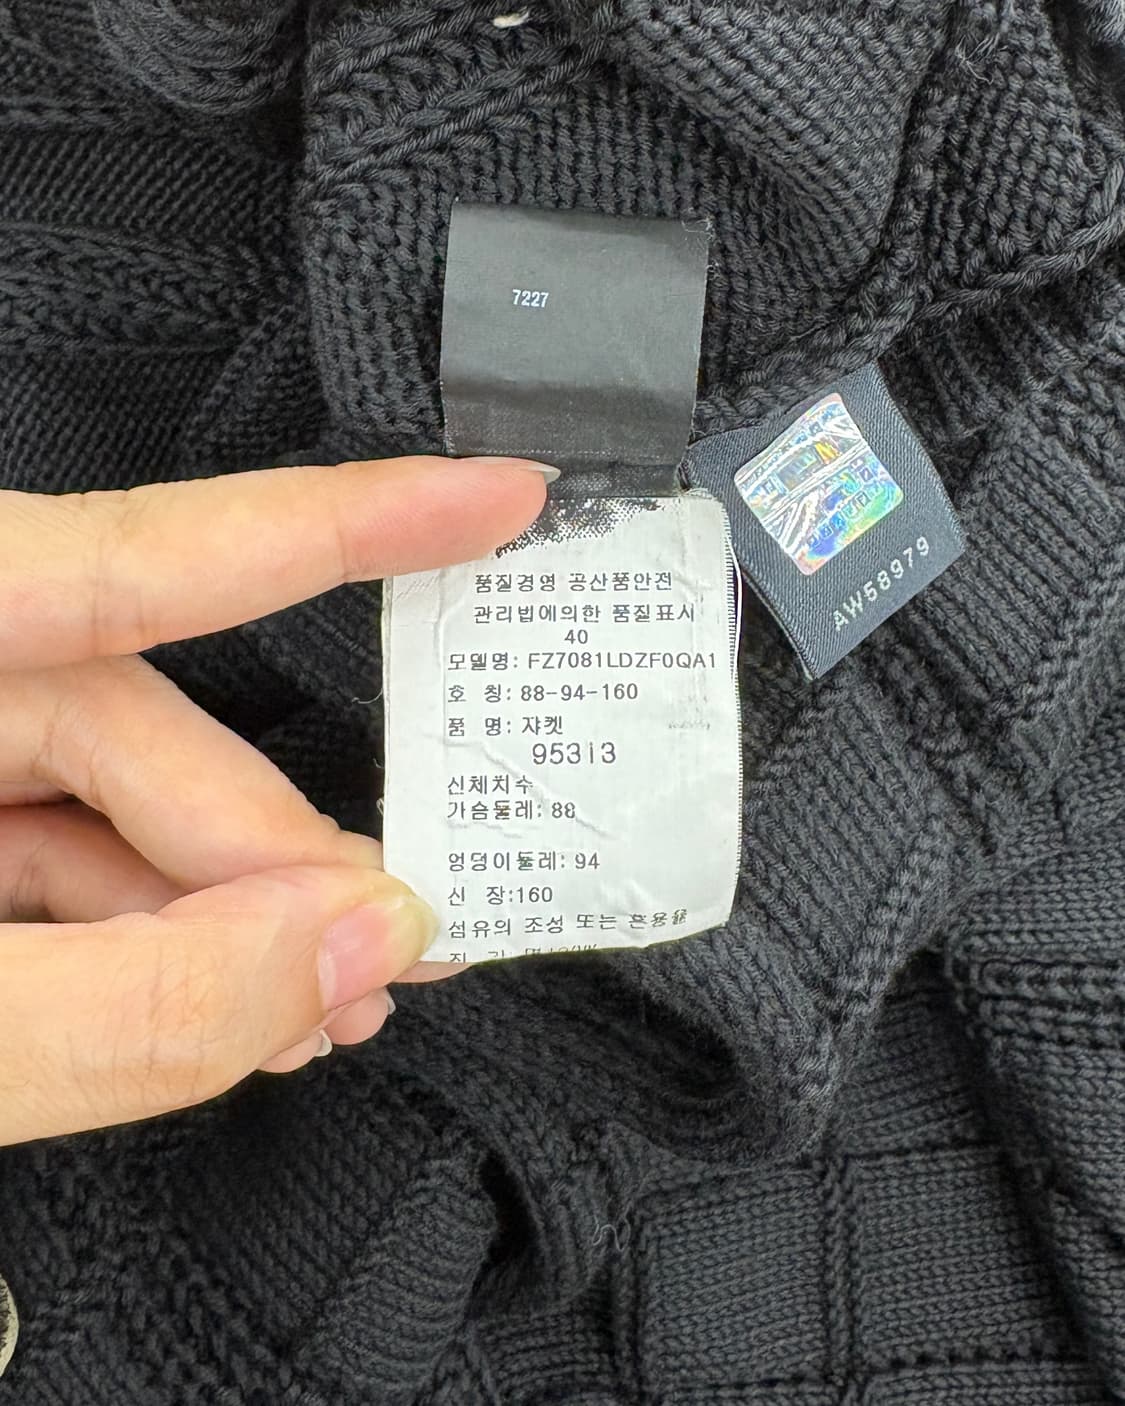 7227
품질경영 공산품안전
관리법에의한 품질표시
40
모델명: FZ7081LDZF0QA1
호 칭: 88-94-160
품 명: 쟈켓
95313
신체치수
가슴둘레: 88
엉덩이둘레: 94
신 장:160
섬유의 조성 또는 혼용률
AW58979